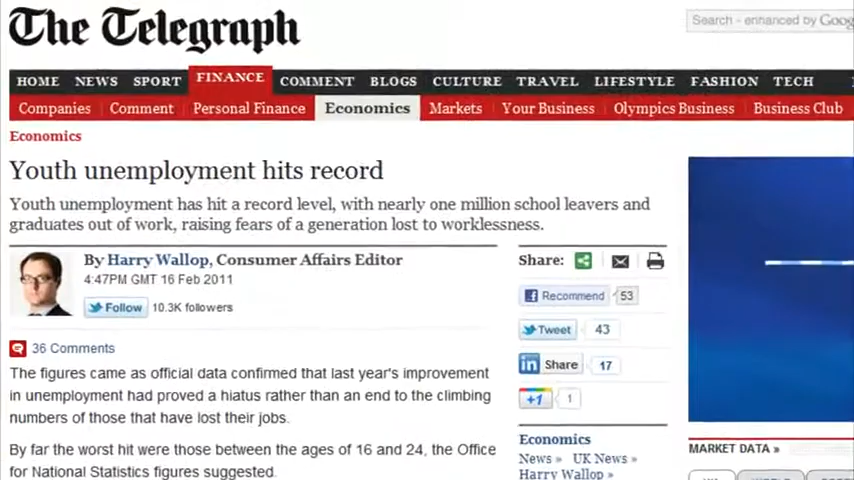 The Telegraph
Search - enhanced by
HOME NEWS SPORT FINANCE COMMENT BLOGS CULTURE TRAVEL LIFESTYLE FASHION TECH
Companies Comment Personal Finance Economics Markets Your Business Olympics Business Business Club
Economics
Youth unemployment hits record
Youth unemployment has hit a record level, with nearly one million school leavers and
graduates out of work, raising fears of a generation lost to worklessness.
By Harry Wallop, Consumer Affairs Editor
4:47PM GMT 16 Feb 2011
Follow 10.3K followers
36 Comments
The figures came as official data confirmed that last year's improvement
in unemployment had proved a hiatus rather than an end to the climbing
numbers of those that have lost their jobs.
By far the worst hit were those between the ages of 16 and 24, the Office
for National Statistics figures suggested.
Share:
Recommend 53
Tweet 43
in Share 17
+1 1
Economics
News » UK News »
Harry Wallop »
MARKET DATA »